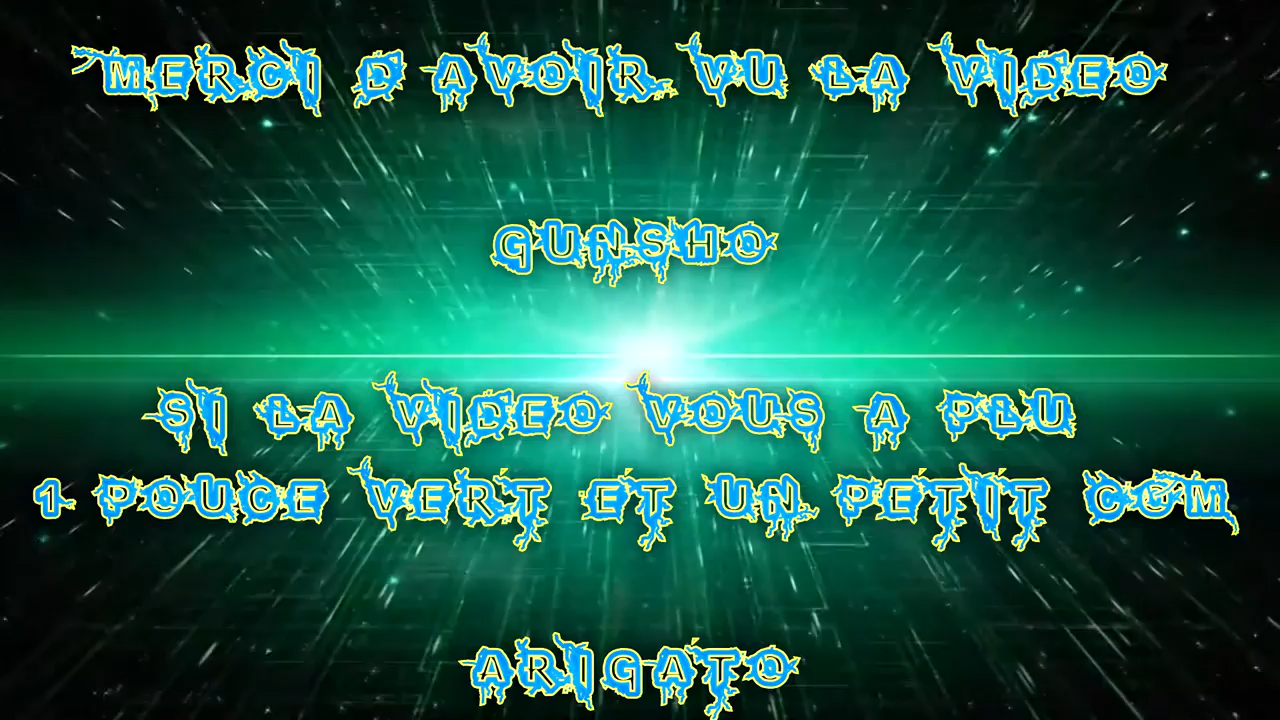 MERCI D AVOIR VU LA VIDEO
GUNSHO
SI LA VIDEO VOUS A PLU
1 POUCE VERT ET UN PETIT COM
ARIGATO